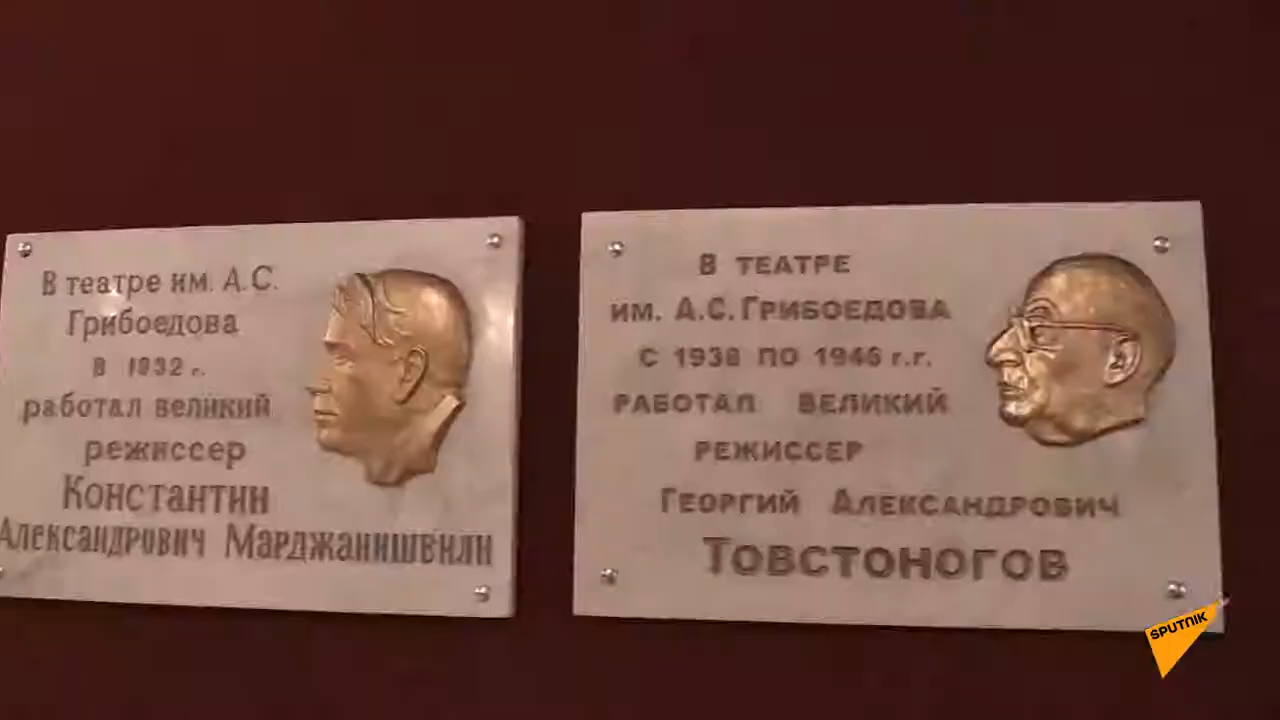 В театре им. А.С.
Грибоедова
в 1932 г.
работал великий
режиссер
Константин
Александрович Марджанишвили
В ТЕАТРЕ
ИМ. А.С. ГРИБОЕДОВА
С 1938 ПО 1946 г.г.
РАБОТАЛ ВЕЛИКИЙ
РЕЖИССЕР
ГЕОРГИЙ АЛЕКСАНДРОВИЧ
ТОВСТОНОГОВ
SPUTNIK